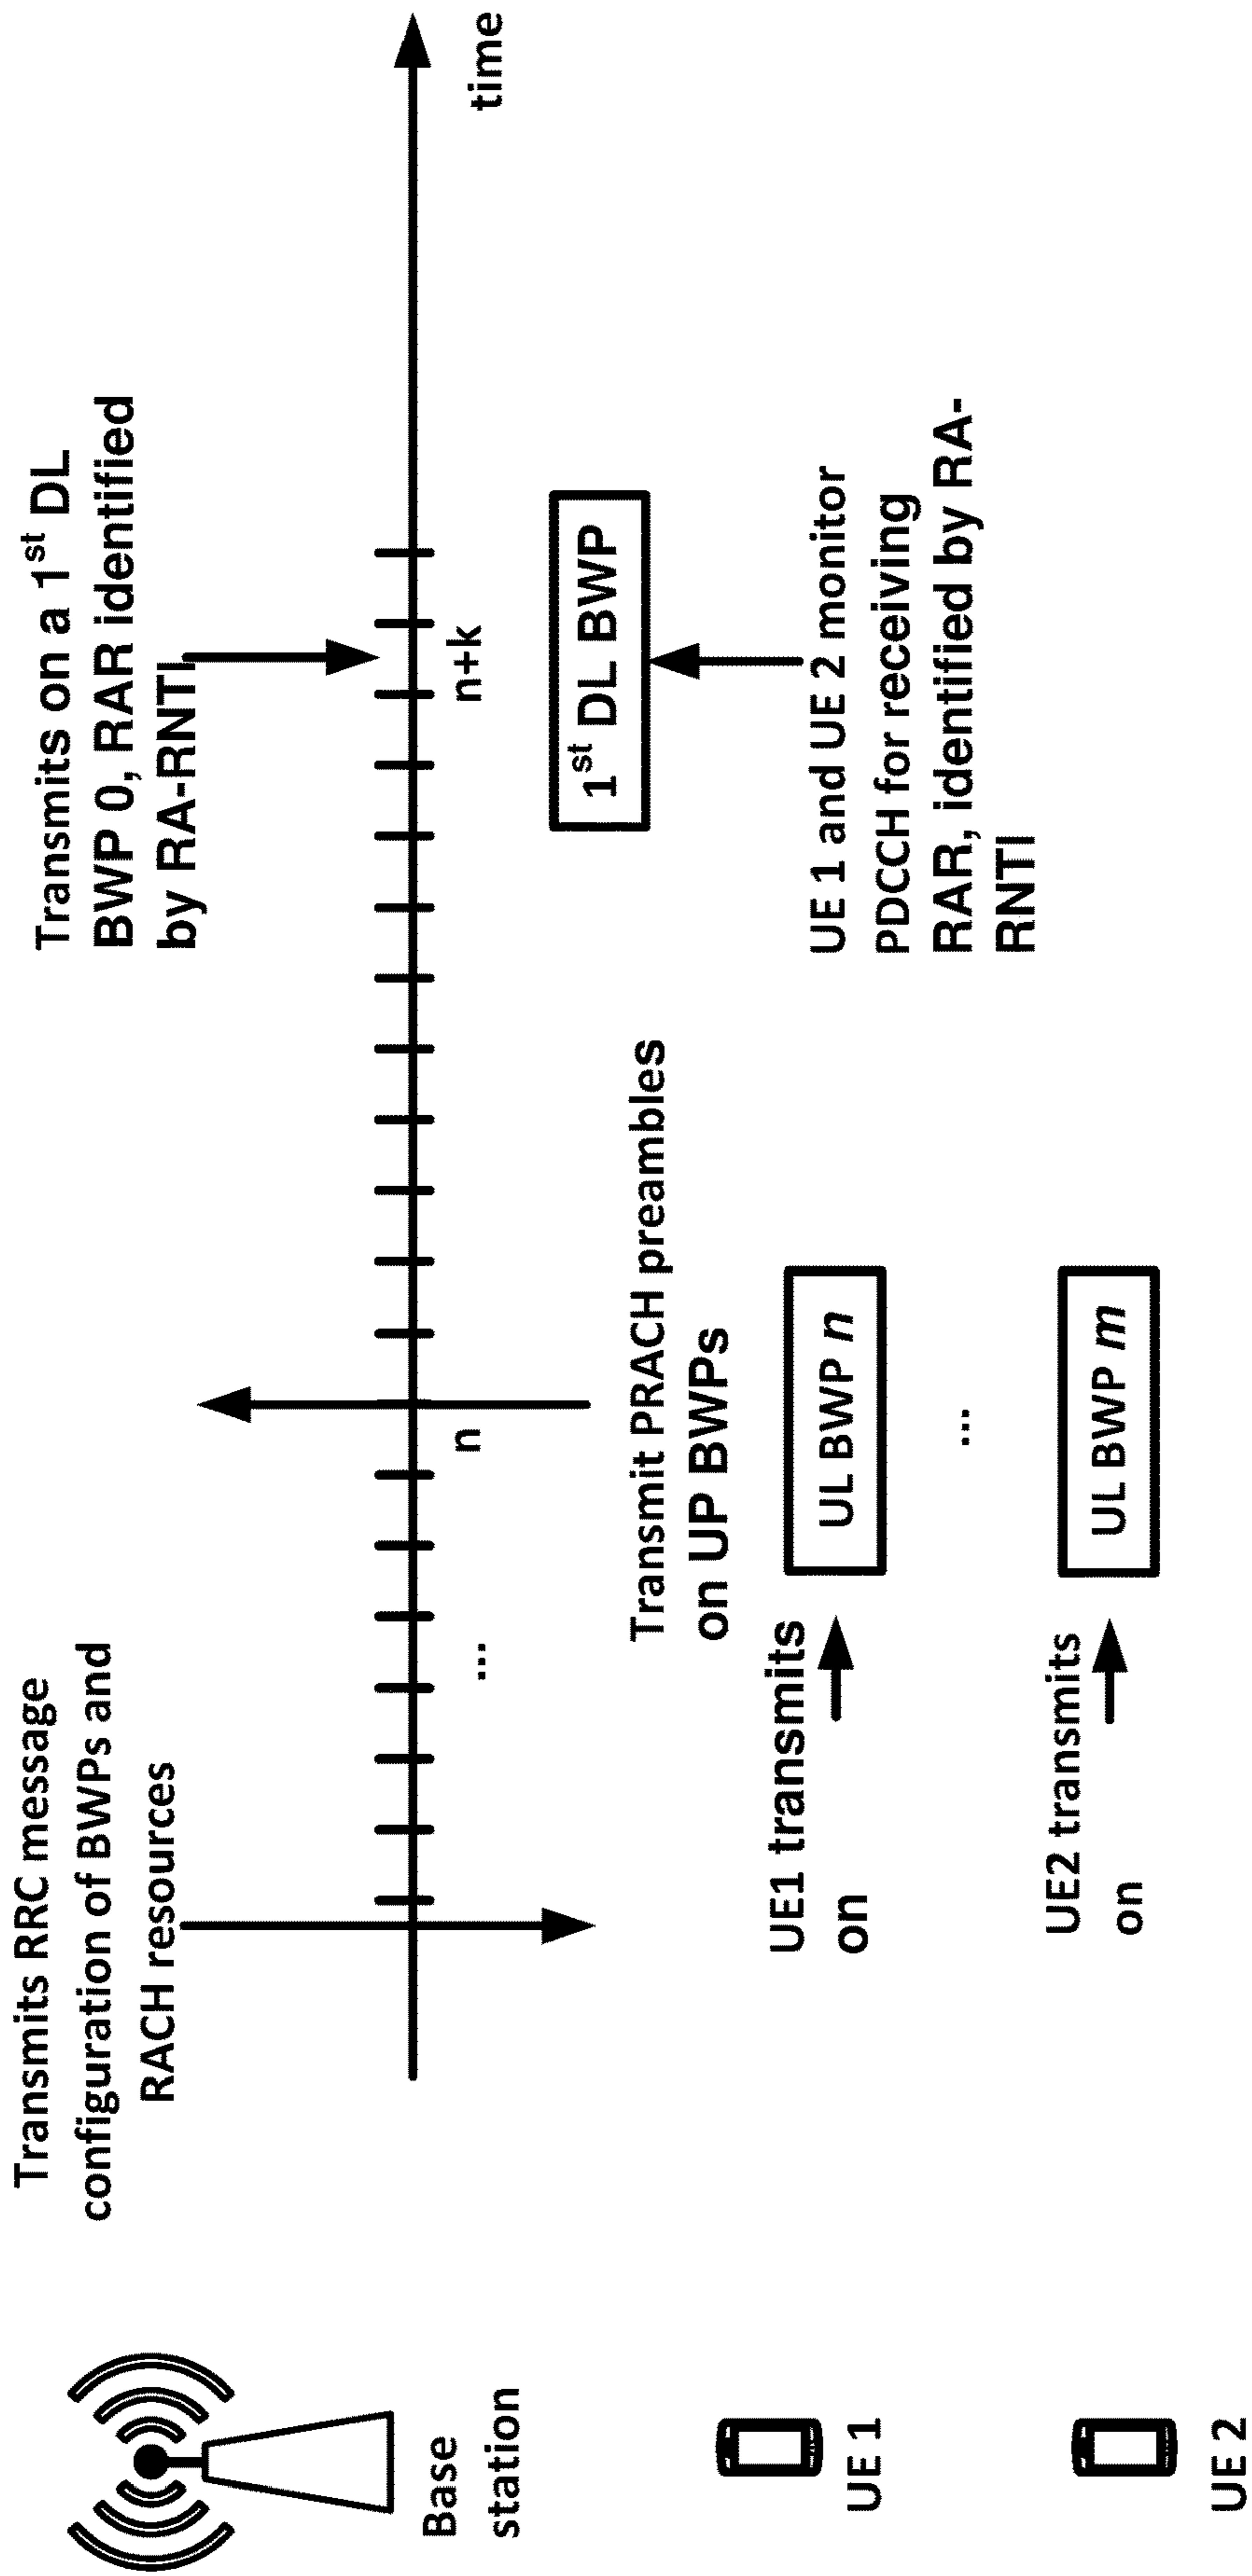 Transmits RRC message
configuration of BWPs and
RACH resources
Transmits on a 1st DL
BWP 0, RAR identified
by RA-RNTI
Base
station
...
n
n+k
time
1st DL BWP
Transmit PRACH preambles
on UP BWPs
UE 1 and UE 2 monitor
PDCCH for receiving
RAR, identified by RA-
RNTI
UE 1
UE1 transmits
on
UL BWP n
...
UE 2
UE2 transmits
on
UL BWP m